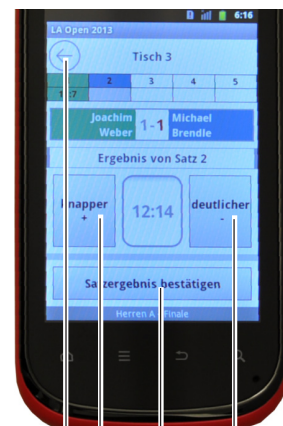 6:16
LA Open 2013
Tisch 3
2 3 4 5
Joachim Weber 1-1 Michael Brendle
Ergebnis von Satz 2
knapper
+
12:14
deutlicher
-
Satzergebnis bestätigen
Herren A Finale